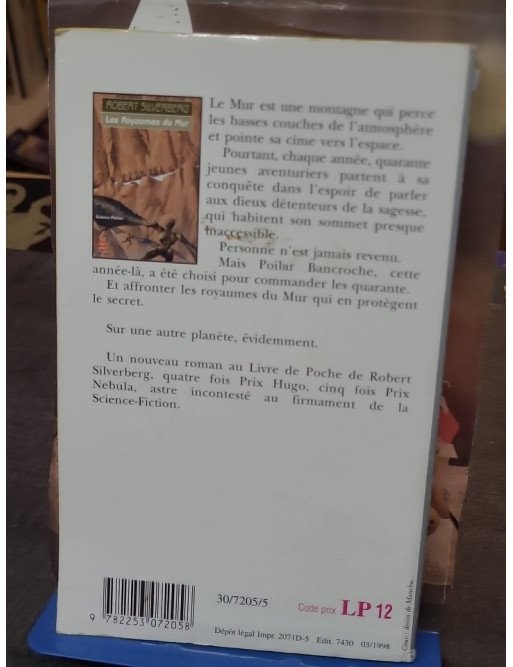 ROBERT SILVERBERG
Les Royaumes du Mur
Science-Fiction
Le Mur est une montagne qui perce
les basses couches de l'atmosphère
et pointe sa cime vers l'espace.
Pourtant, chaque année, quarante
jeunes aventuriers partent à sa
conquête dans l'espoir de parler
aux dieux détenteurs de la sagesse,
qui habitent son sommet presque
inaccessible.
Personne n'est jamais revenu.
Mais Poilar Bancroche, cette
année-là, a été choisi pour commander les quarante.
Et affronter les royaumes du Mur qui en protègent
le secret.
Sur une autre planète, évidemment.
Un nouveau roman au Livre de Poche de Robert
Silverberg, quatre fois Prix Hugo, cinq fois Prix
Nebula, astre incontesté au firmament de la
Science-Fiction.
30/7205/5
Code prix LP 12
9 782253 072058
Dépôt légal Impr. 2071D-5 Edit. 7430 03/1998
Couv : dessin de Manchu.